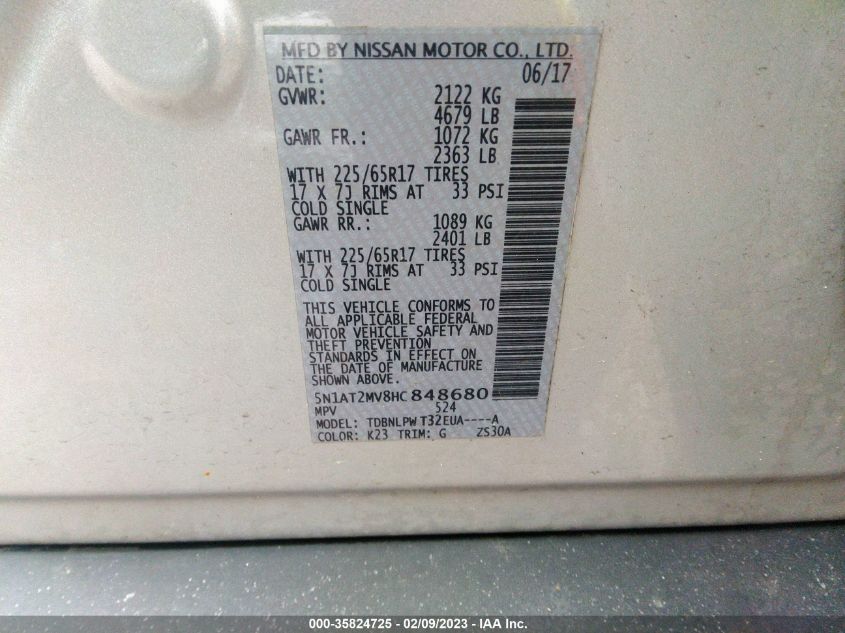 MFD BY NISSAN MOTOR CO., LTD.
DATE: 06/17
GVWR: 2122 KG
4679 LB
GAWR FR.: 1072 KG
2363 LB
WITH 225/65R17 TIRES
17 X 7J RIMS AT 33 PSI
COLD SINGLE
GAWR RR.: 1089 KG
2401 LB
WITH 225/65R17 TIRES
17 X 7J RIMS AT 33 PSI
COLD SINGLE
THIS VEHICLE CONFORMS TO
ALL APPLICABLE FEDERAL
MOTOR VEHICLE SAFETY AND
THEFT PREVENTION
STANDARDS IN EFFECT ON
THE DATE OF MANUFACTURE
SHOWN ABOVE.
5N1AT2MV8HC848680
MPV 524
MODEL: TDBNLPW T32EUA----A
COLOR: K23 TRIM: G ZS30A
000-35824725 - 02/09/2023 - IAA Inc.